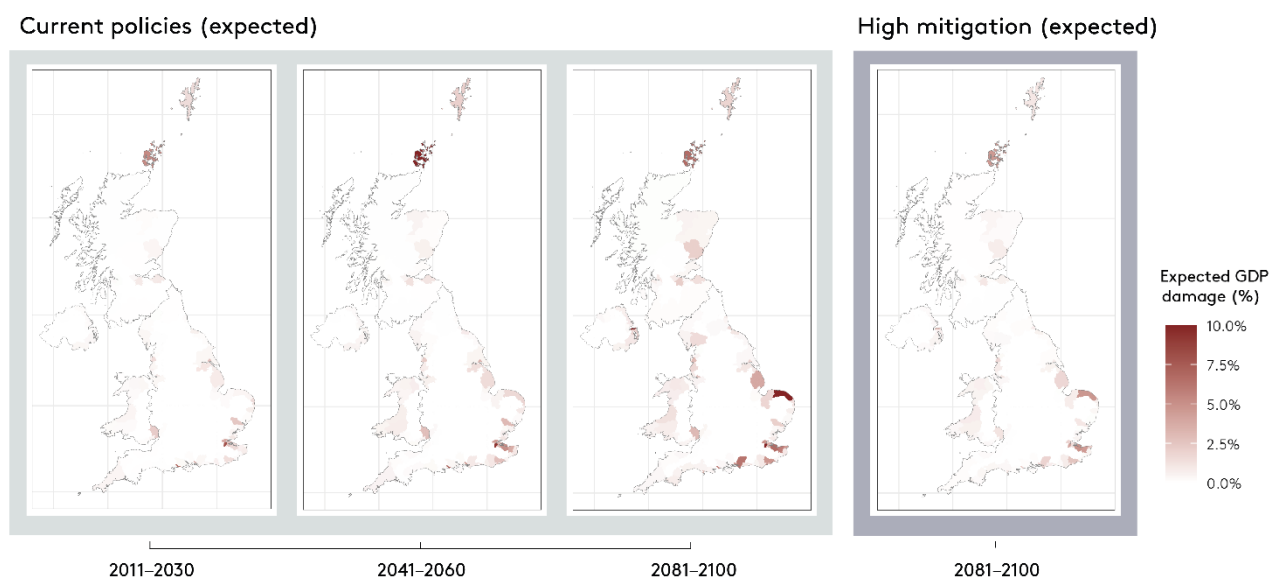 Current policies (expected)
High mitigation (expected)
Expected GDP
damage (%)
10.0%
7.5%
5.0%
2.5%
0.0%
2011–2030
2041–2060
2081–2100
2081–2100